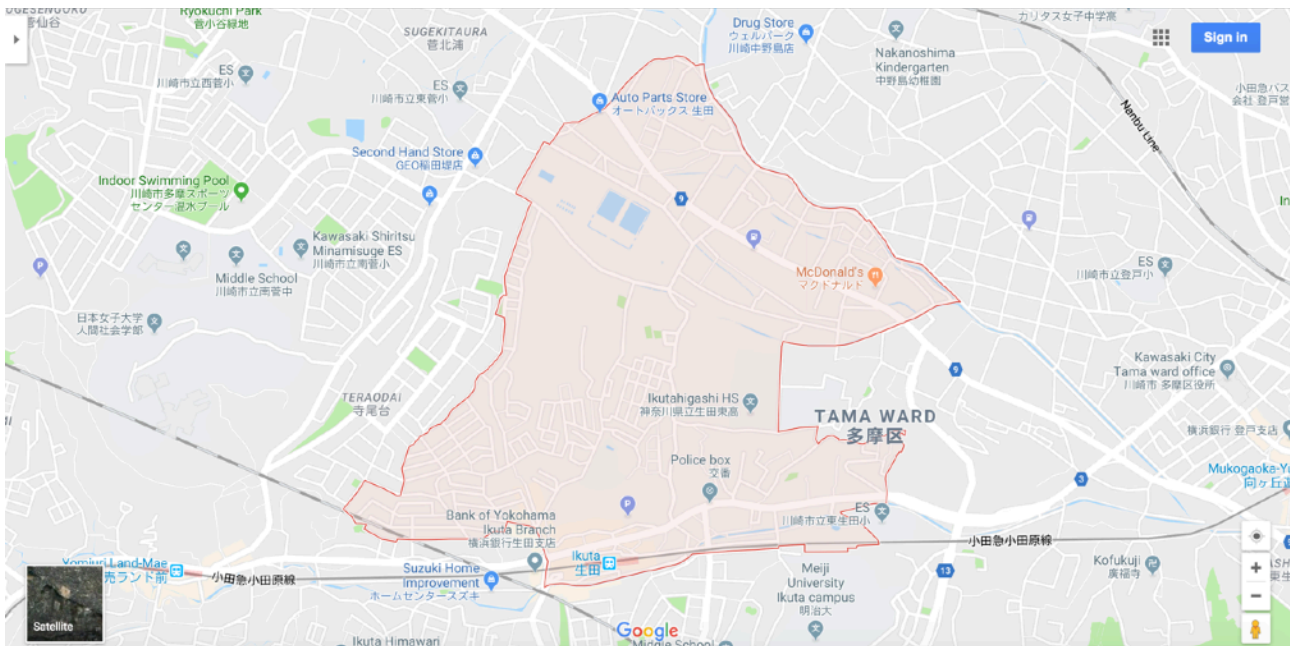 Ryokuchi Park
菅仙谷
菅小谷緑地
SUGEKITAURA
菅北浦
Drug Store
ウェルパーク
川崎中野島店
カリタス女子中学高
Nakanoshima
Kindergarten
中野島幼稚園
Sign in
ES
川崎市立西菅小
ES
川崎市立東菅小
Auto Parts Store
オートバックス 生田
小田急バス
会社 登戸営
Nanbu Line
Second Hand Store
GEO稲田堤店
Indoor Swimming Pool
川崎市多摩スポーツ
センター温水プール
9
Kawasaki Shiritsu
Minamisuge ES
川崎市立南菅小
Middle School
川崎市立南菅中
McDonald's
マクドナルド
ES
川崎市立登戸小
日本女子大学
人間社会学部
Kawasaki City
Tama ward office
川崎市 多摩区役所
9
TERAODAI
寺尾台
Ikutahigashi HS
神奈川県立生田東高
TAMA WARD
多摩区
横浜銀行 登戸支店
Police box
交番
Mukogaoka-Yu
向ヶ丘遊
3
P
Bank of Yokohama
Ikuta Branch
横浜銀行生田支店
ES
川崎市立東生田小
Yomiuri Land-Mae
売ランド前
小田急小田原線
Ikuta
生田
小田急小田原線
Suzuki Home
Improvement
ホームセンタースズキ
Meiji
University
Ikuta campus
明治大
13
Kofukuji
廣福寺
Satellite
Google
Ikuta Himawari
Middle School